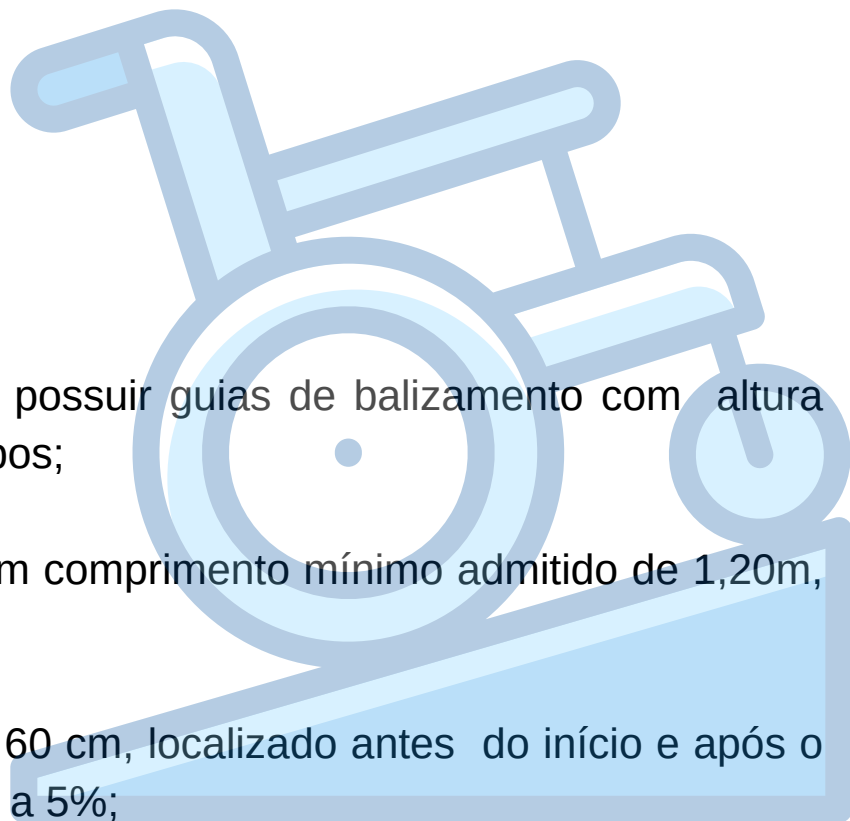 possuir guias de balizamento com altura
pos;
m comprimento mínimo admitido de 1,20m,
60 cm, localizado antes do início e após o
a 5%;